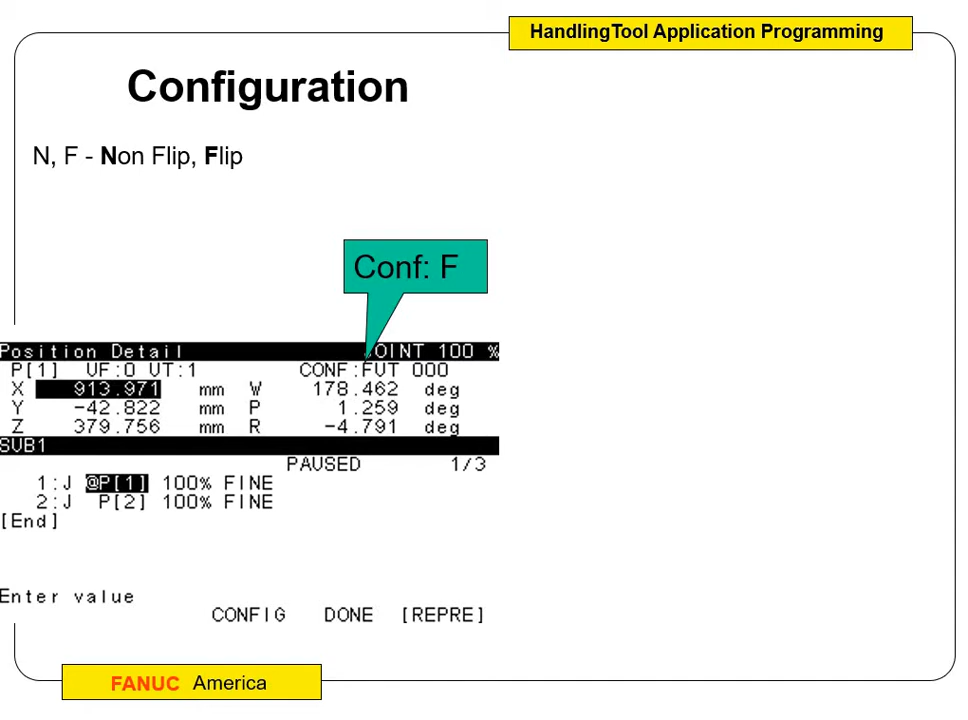 HandlingTool Application Programming
Configuration
N, F - Non Flip, Flip
Conf: F
Position Detail JOINT 100 %
P[1] UF:0 UT:1 CONF:FUT 000
X 913.971 mm W 178.462 deg
Y -42.822 mm P 1.259 deg
Z 379.756 mm R -4.791 deg
SUB1
PAUSED 1/3
1:J @P[1] 100% FINE
2:J P[2] 100% FINE
[End]
Enter value
CONFIG DONE [REPRE]
FANUC America